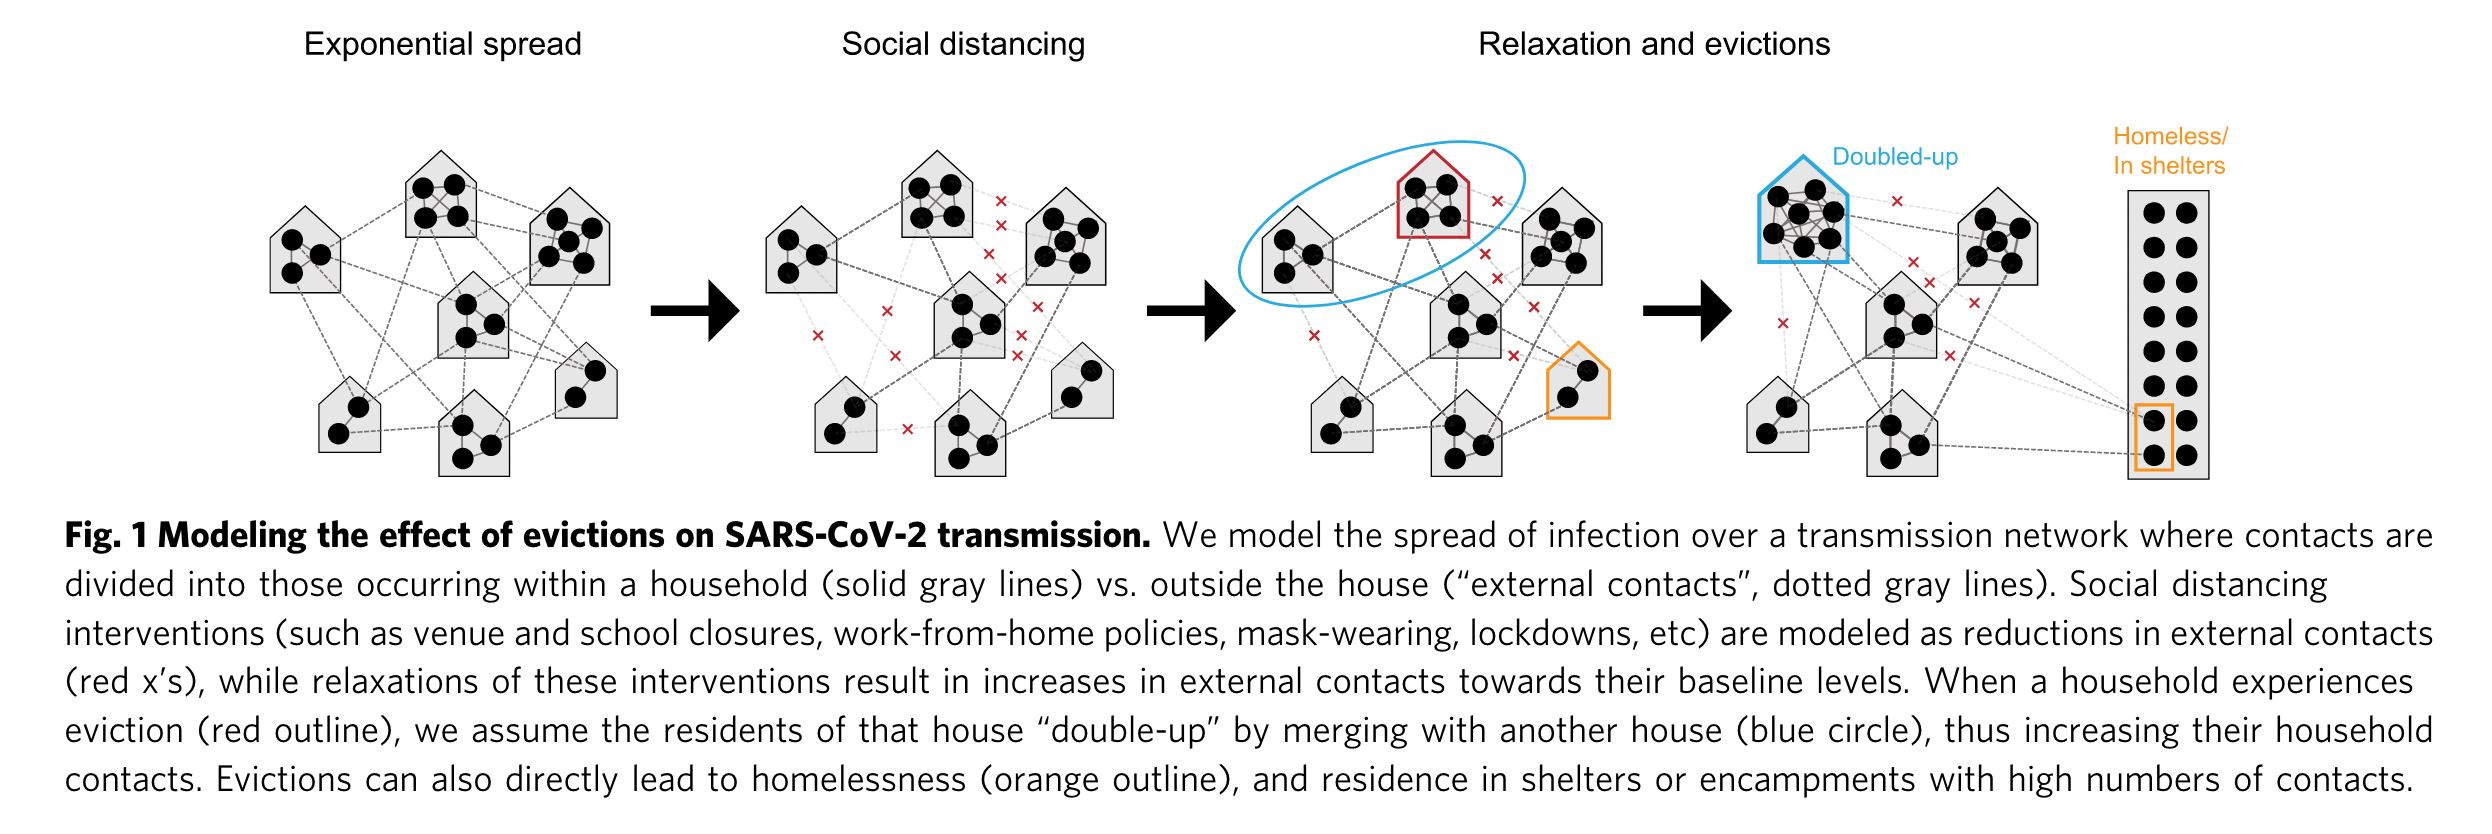 Exponential spread
Social distancing
Relaxation and evictions
Doubled-up
Homeless/
In shelters
Fig. 1 Modeling the effect of evictions on SARS-CoV-2 transmission. We model the spread of infection over a transmission network where contacts are
divided into those occurring within a household (solid gray lines) vs. outside the house (“external contacts”, dotted gray lines). Social distancing
interventions (such as venue and school closures, work-from-home policies, mask-wearing, lockdowns, etc) are modeled as reductions in external contacts
(red x’s), while relaxations of these interventions result in increases in external contacts towards their baseline levels. When a household experiences
eviction (red outline), we assume the residents of that house “double-up” by merging with another house (blue circle), thus increasing their household
contacts. Evictions can also directly lead to homelessness (orange outline), and residence in shelters or encampments with high numbers of contacts.